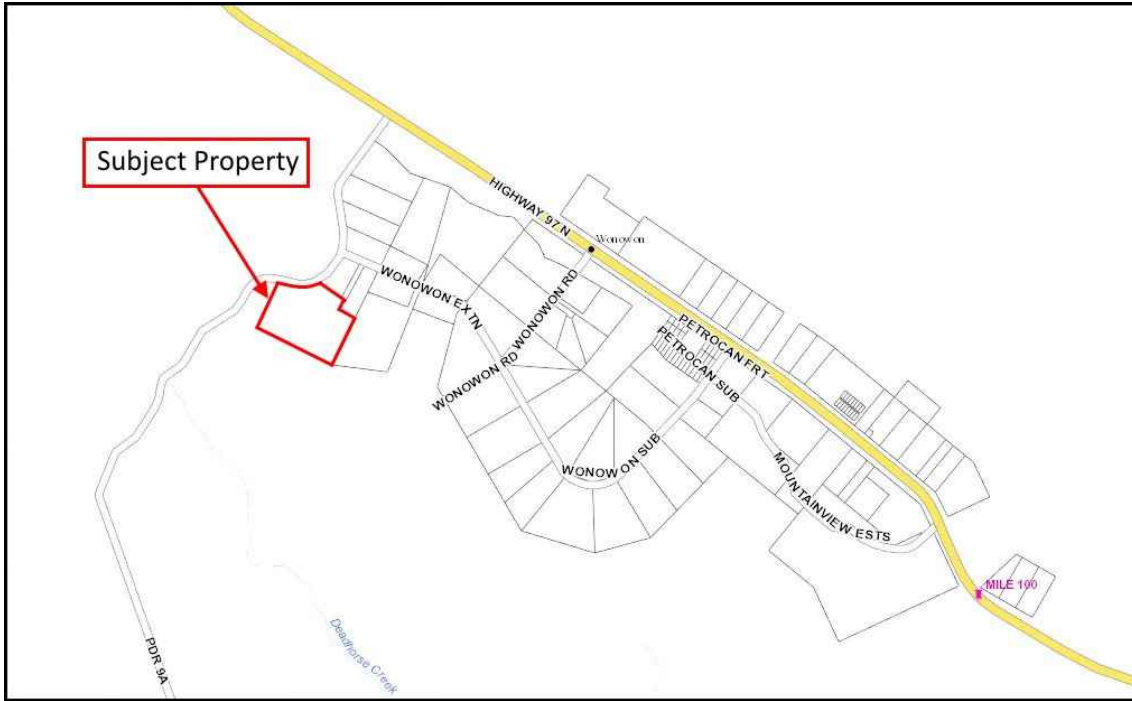 Subject Property
HIGHWAY 97 N
Wonowon
WONOWON EXTN
WONOWON RD
WONOWON RD
PETROCAN FRT
PETROCAN SUB
WONOWON SUB
MOUNTAINVIEW ESTS
MILE 100
Deadhorse Creek
PDR 9A